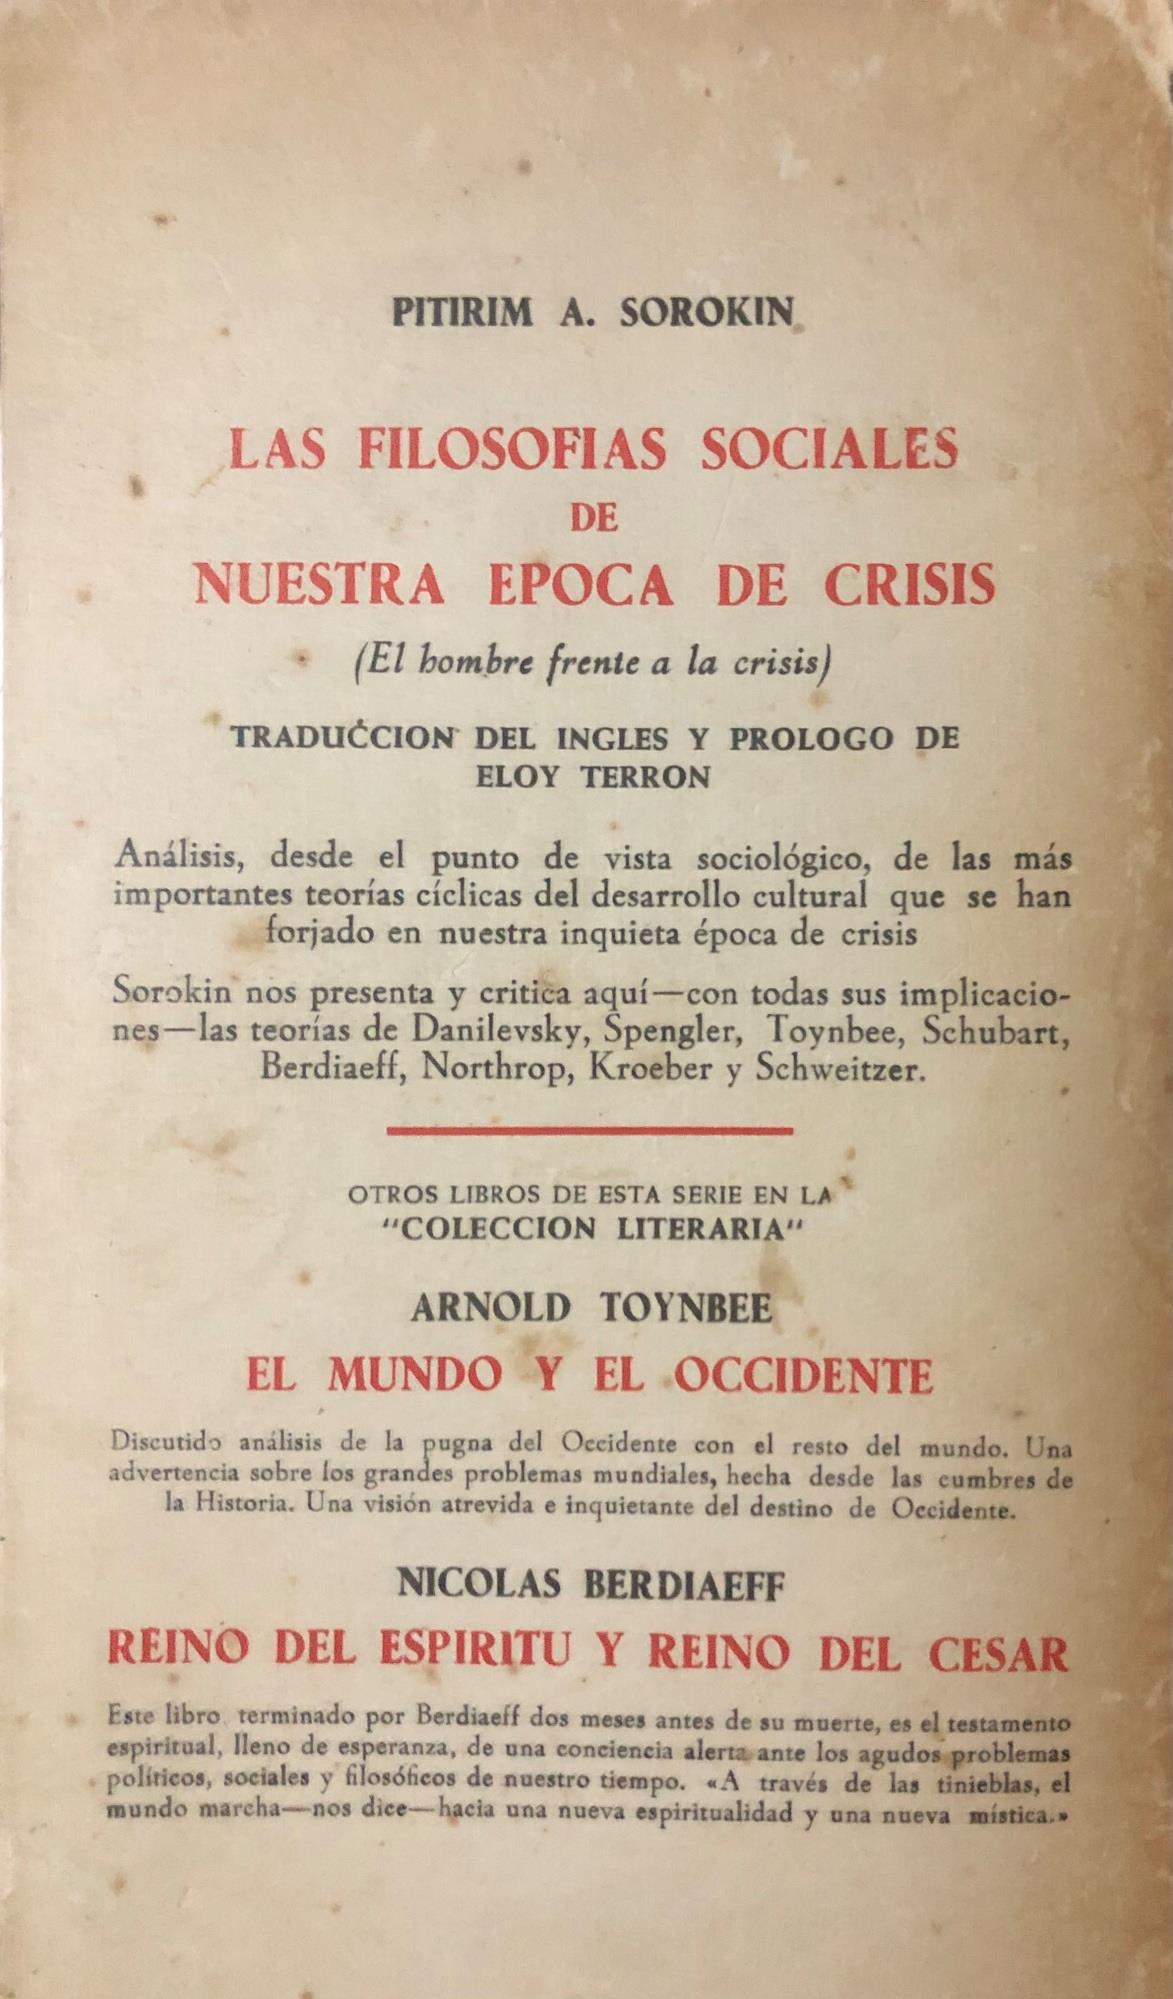 PITIRIM A. SOROKIN
LAS FILOSOFIAS SOCIALES
DE
NUESTRA EPOCA DE CRISIS
(El hombre frente a la crisis)
TRADUCCION DEL INGLES Y PROLOGO DE
ELOY TERRON
Análisis, desde el punto de vista sociológico, de las más
importantes teorías cíclicas del desarrollo cultural que se han
forjado en nuestra inquieta época de crisis
Sorokin nos presenta y critica aquí—con todas sus implicacio-
nes—las teorías de Danilevsky, Spengler, Toynbee, Schubart,
Berdiaeff, Northrop, Kroeber y Schweitzer.
OTROS LIBROS DE ESTA SERIE EN LA
"COLECCION LITERARIA"
ARNOLD TOYNBEE
EL MUNDO Y EL OCCIDENTE
Discutido análisis de la pugna del Occidente con el resto del mundo. Una
advertencia sobre los grandes problemas mundiales, hecha desde las cumbres de
la Historia. Una visión atrevida e inquietante del destino de Occidente.
NICOLAS BERDIAEFF
REINO DEL ESPIRITU Y REINO DEL CESAR
Este libro, terminado por Berdiaeff dos meses antes de su muerte, es el testamento
espiritual, lleno de esperanza, de una conciencia alerta ante los agudos problemas
políticos, sociales y filosóficos de nuestro tiempo. «A través de las tinieblas, el
mundo marcha—nos dice—hacia una nueva espiritualidad y una nueva mística.»